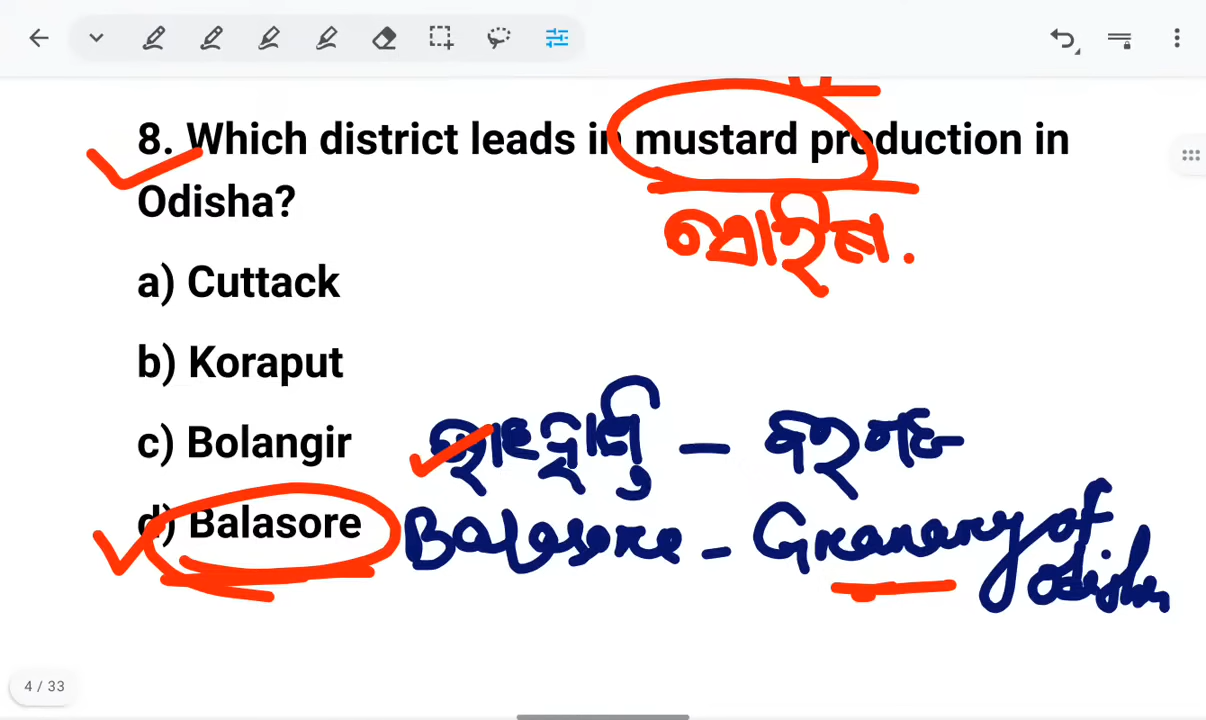 8. Which district leads in mustard production in
Odisha?
ସୋରିଷ.
a) Cuttack
b) Koraput
c) Bolangir
d) Balasore
Balasore - Granary of Odisha
4 / 33